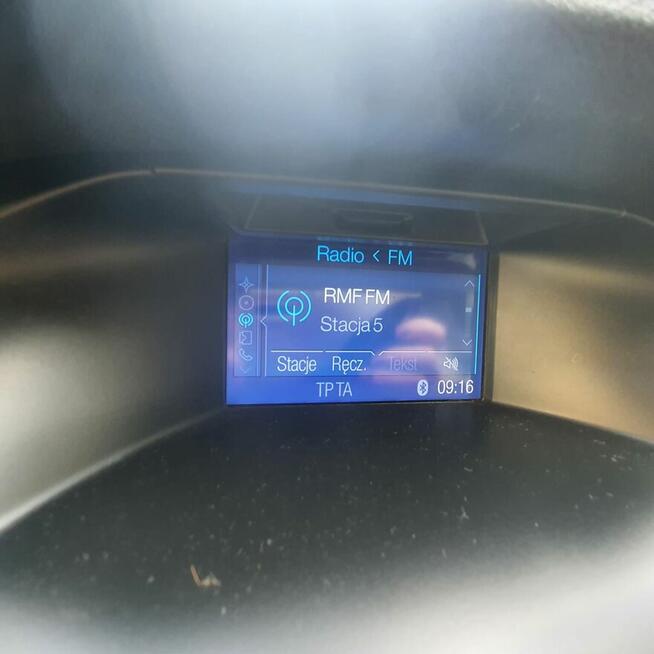 Radio < FM
RMF FM
Stacja 5
Stacje Ręcz. Tekst
TP TA 09:16